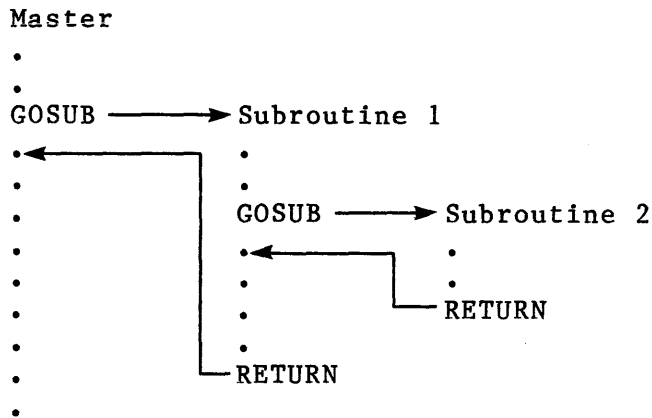 Master
GOSUB Subroutine 1
GOSUB Subroutine 2
RETURN
RETURN